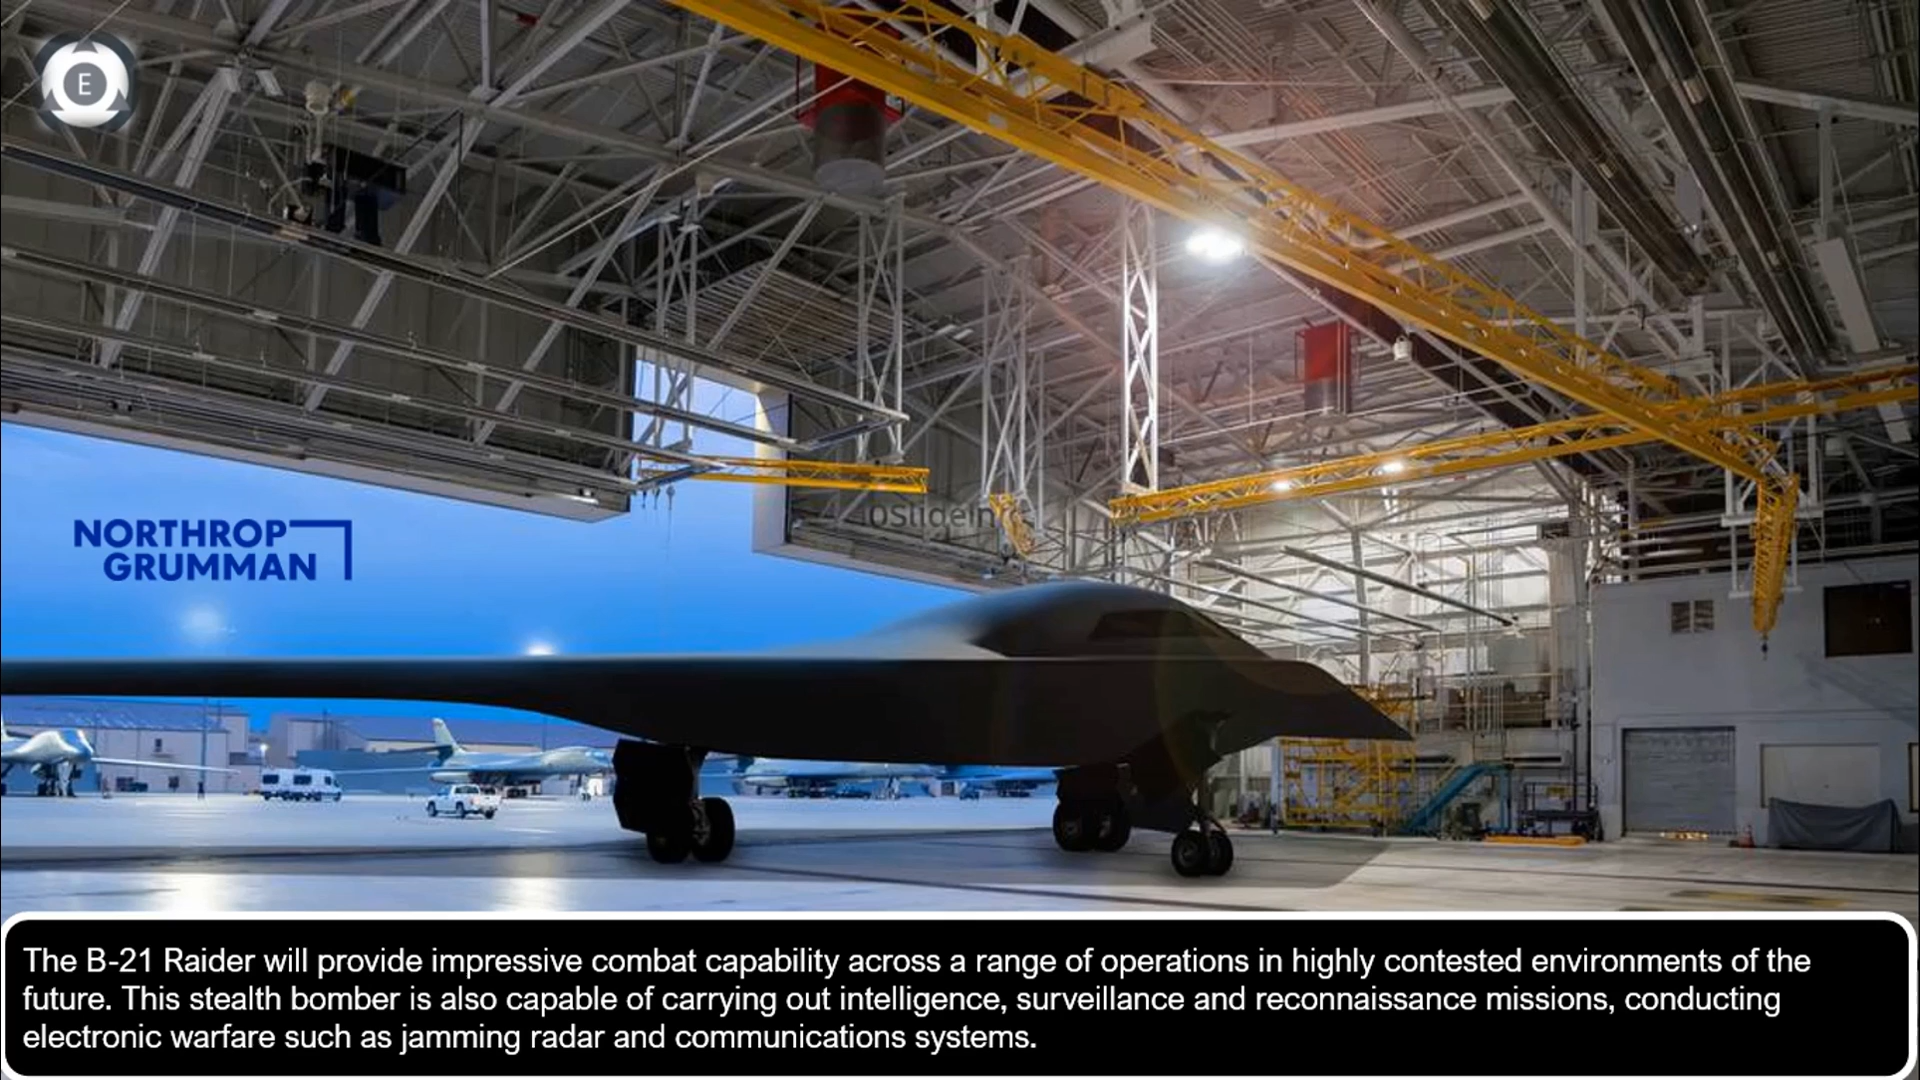 E
NORTHROP
GRUMMAN
The B-21 Raider will provide impressive combat capability across a range of operations in highly contested environments of the
future. This stealth bomber is also capable of carrying out intelligence, surveillance and reconnaissance missions, conducting
electronic warfare such as jamming radar and communications systems.